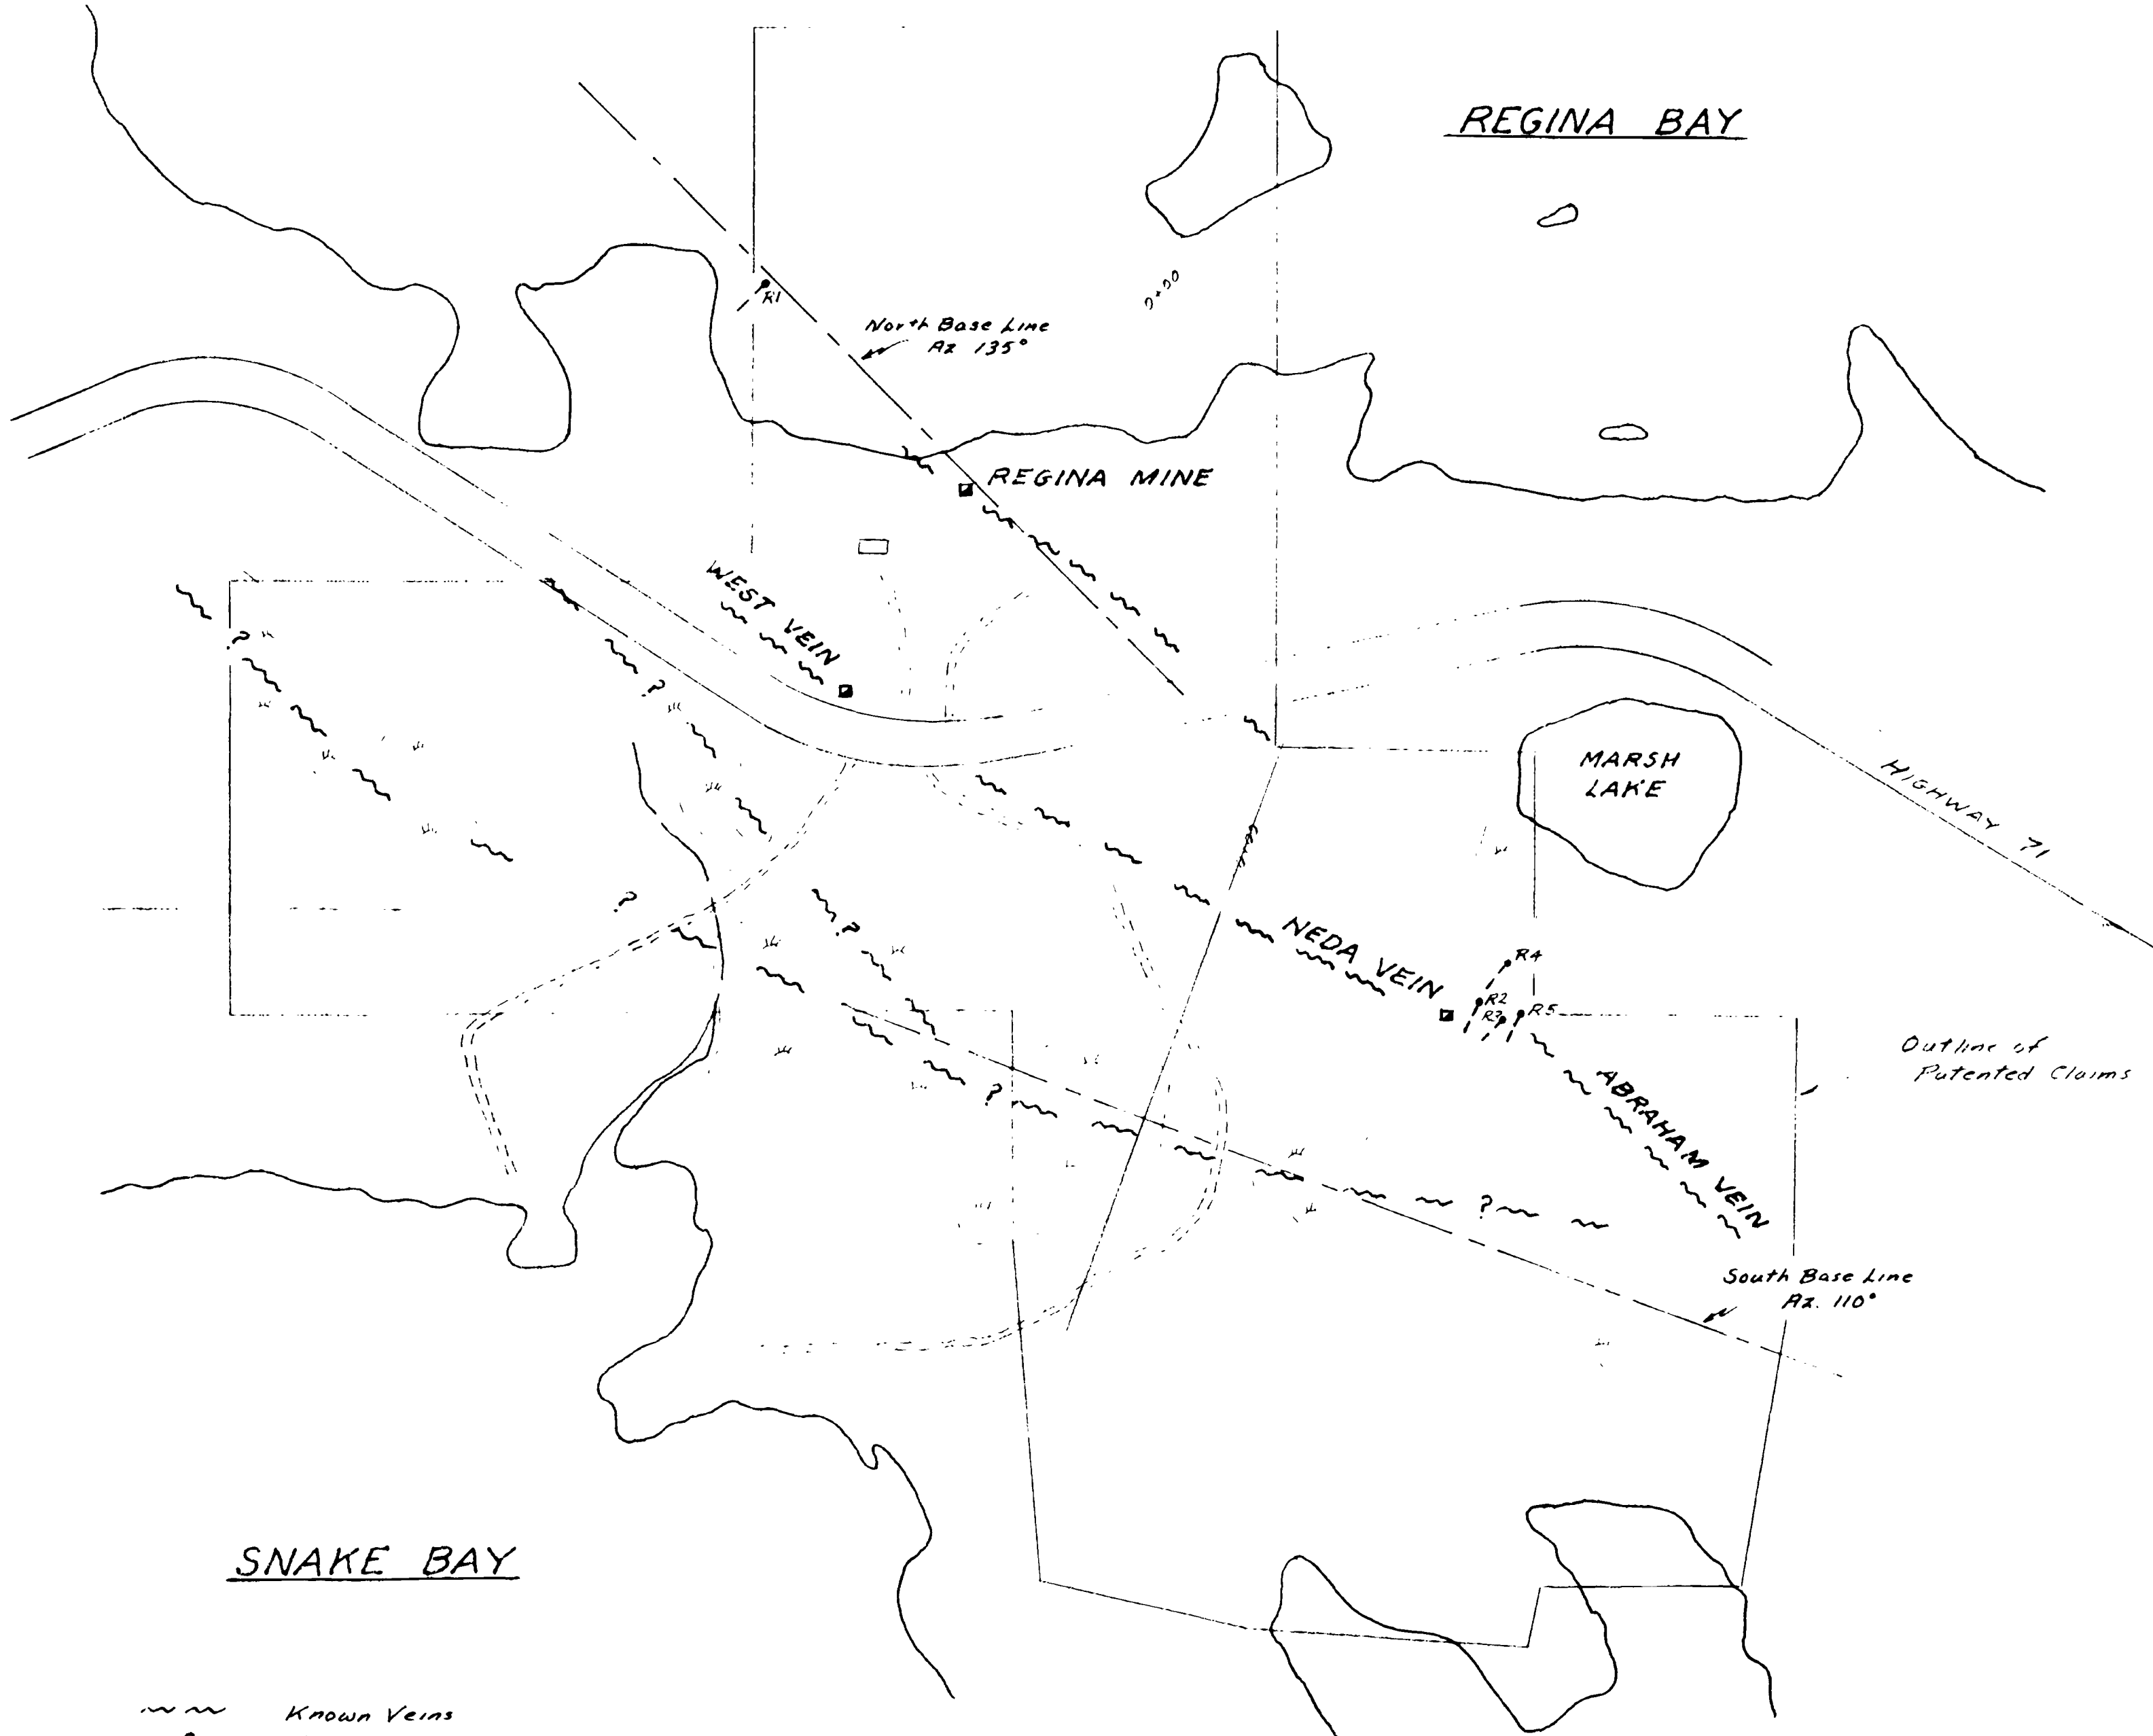 REGINA BAY
R1
0+00
North Base Line
Az 135°
REGINA MINE
WEST VEIN
?
?
MARSH
LAKE
HIGHWAY 71
?
?
NEDA VEIN
R4
R2
R3
R5
Outline of
Patented Claims
ABRAHAM VEIN
?
?
South Base Line
Az. 110°
SNAKE BAY
Known Veins